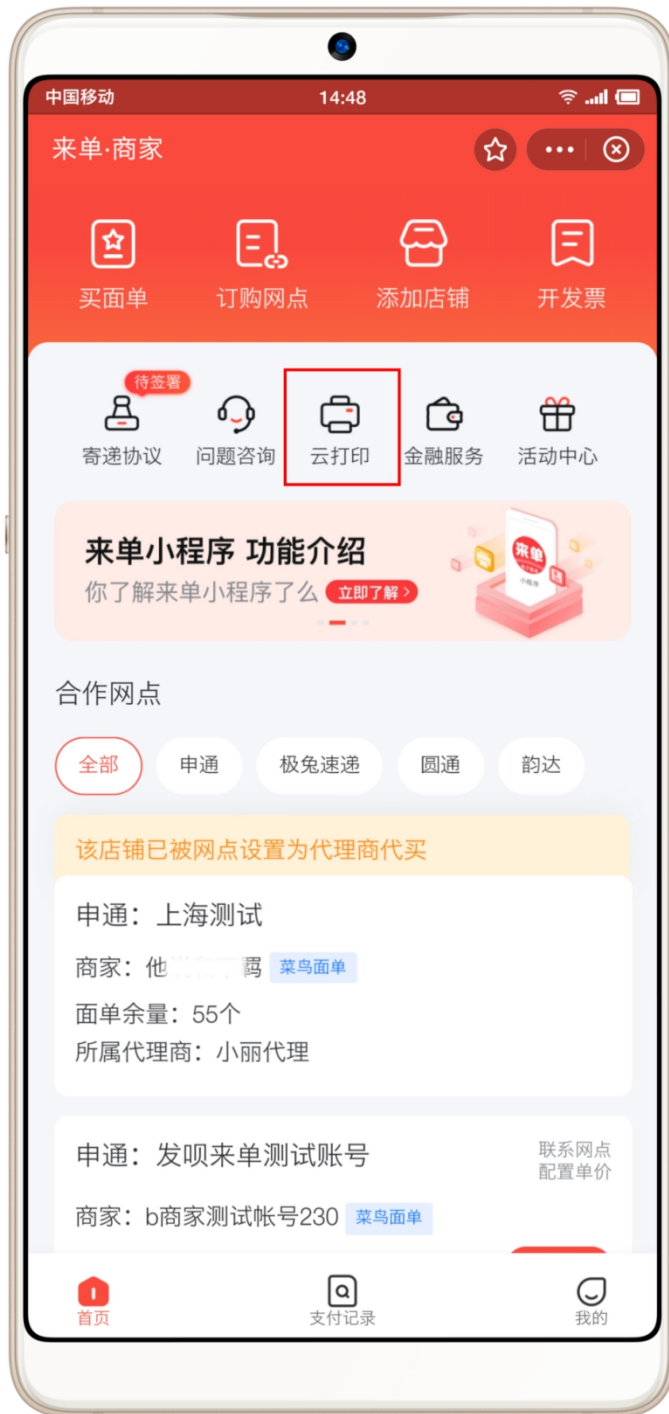 中国移动
14:48
来单·商家
买面单
订购网点
添加店铺
开发票
待签署
寄递协议
问题咨询
云打印
金融服务
活动中心
来单小程序 功能介绍
你了解来单小程序了么 立即了解>
来单
小程序
合作网点
全部
申通
极兔速递
圆通
韵达
该店铺已被网点设置为代理商代买
申通：上海测试
商家：他 羁 菜鸟面单
面单余量：55个
所属代理商：小丽代理
申通：发呗来单测试账号
联系网点
配置单价
商家：b商家测试帐号230 菜鸟面单
首页
支付记录
我的